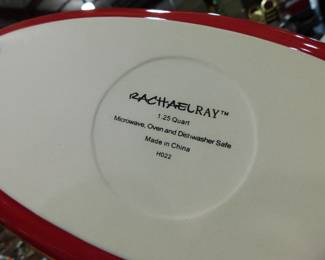 RACHAELRAY™
1.25 Quart
Microwave, Oven and Dishwasher Safe
Made in China
H022